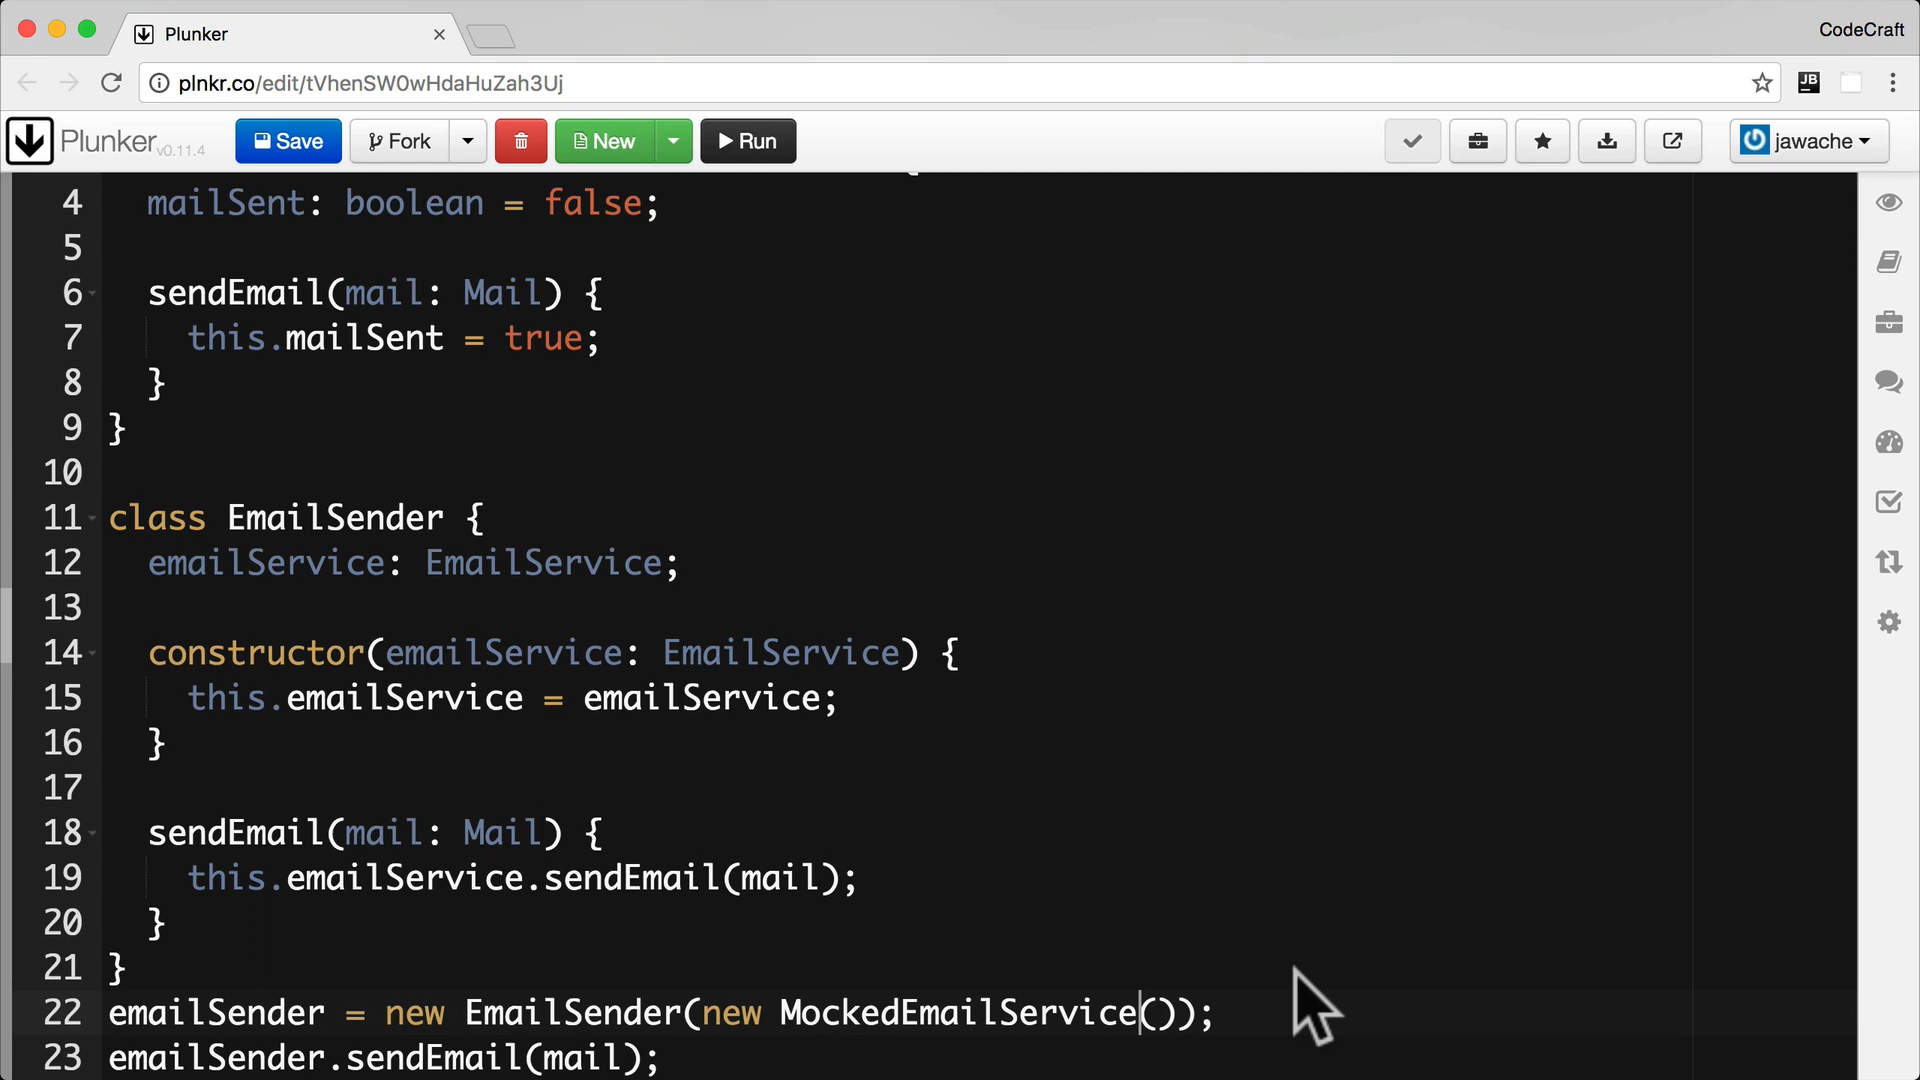 Plunker
CodeCraft
plnkr.co/edit/tVhenSW0wHdaHuZah3Uj
JB
Plunker v0.11.4
Save
Fork
New
Run
jawache
4 mailSent: boolean = false;
5
6 sendEmail(mail: Mail) {
7 this.mailSent = true;
8 }
9 }
10
11 class EmailSender {
12 emailService: EmailService;
13
14 constructor(emailService: EmailService) {
15 this.emailService = emailService;
16 }
17
18 sendEmail(mail: Mail) {
19 this.emailService.sendEmail(mail);
20 }
21 }
22 emailSender = new EmailSender(new MockedEmailService());
23 emailSender.sendEmail(mail);